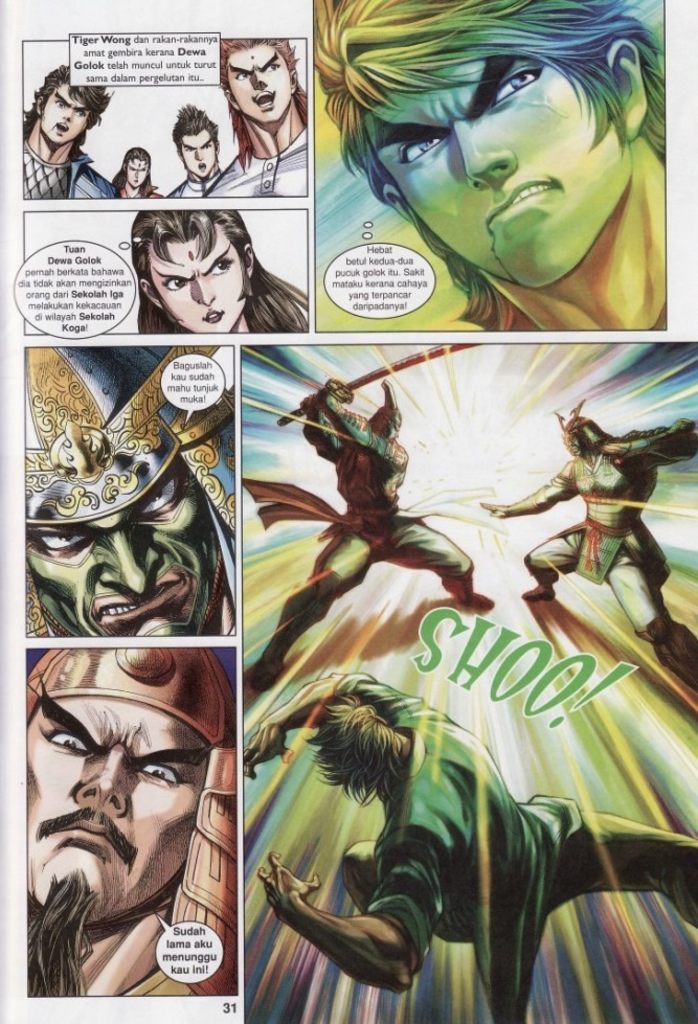 Tiger Wong dan rakan-rakannya
amat gembira kerana Dewa
Golok telah muncul untuk turut
sama dalam pergelutan itu..
Hebat
betul kedua-dua
pucuk golok itu. Sakit
mataku kerana cahaya
yang terpancar
daripadanya!
Tuan
Dewa Golok
pernah berkata bahawa
dia tidak akan mengizinkan
orang dari Sekolah Iga
melakukan kekacauan
di wilayah Sekolah
Koga!
Baguslah
kau sudah
mahu tunjuk
muka!
SHOO!
Sudah
lama aku
menunggu
kau ini!
31